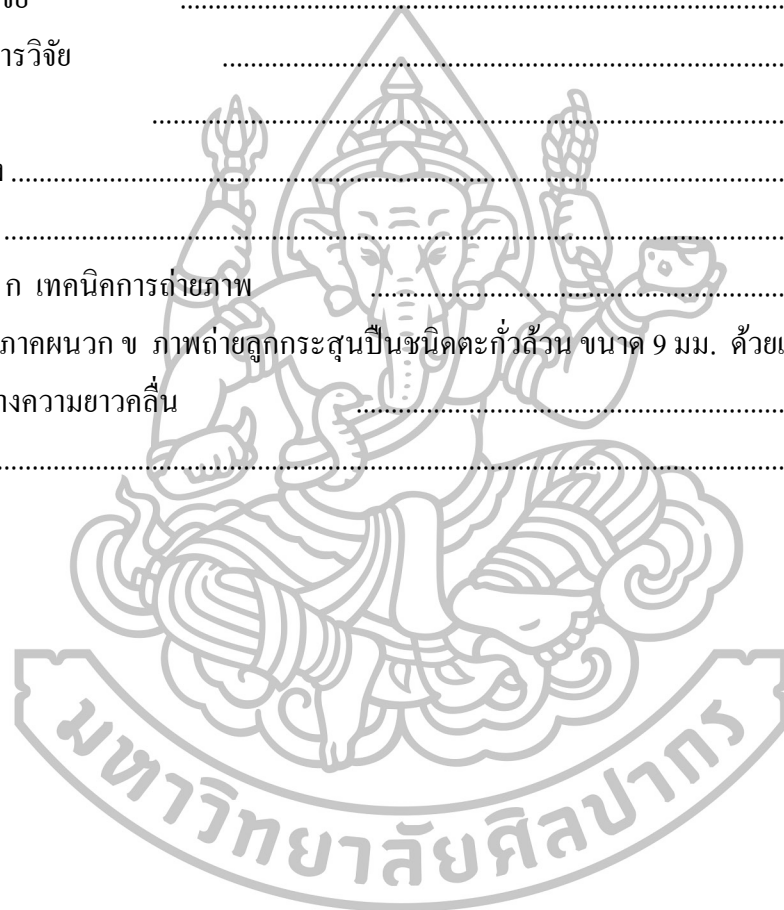 การวิจัย ....................................................................
....................................................................
ก เทคนิคการถ่ายภาพ ....................................................................
ภาคผนวก ข ภาพถ่ายลูกกระสุนปืนชนิดตะกั่วล้วน ขนาด 9 มม. ด้วย
ความยาวคลื่น ....................................................................
....................................................................
มหาวิทยาลัยศิลปากร